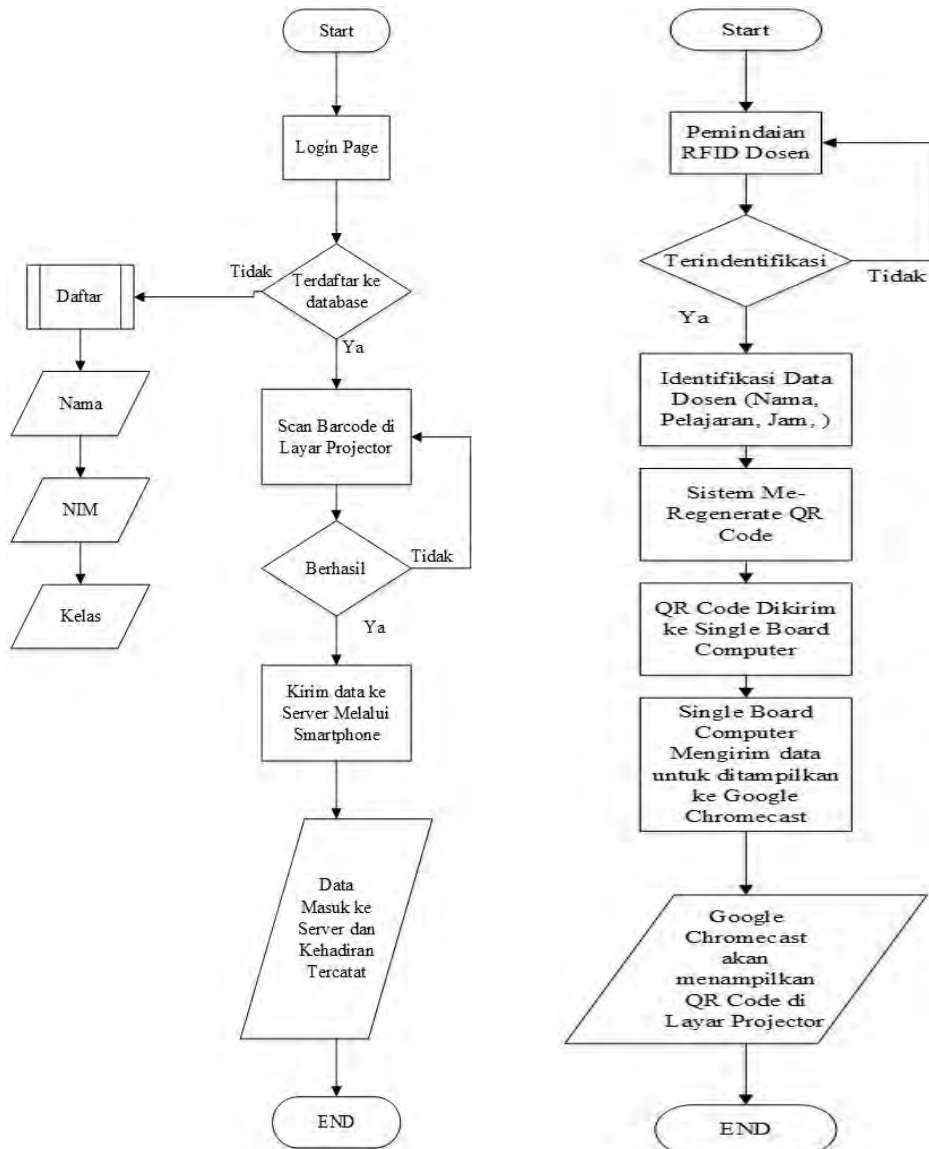 Start
Login Page
Terdaftar ke
database
Tidak
Ya
Daftar
Nama
NIM
Kelas
Scan Barcode di
Layar Projector
Berhasil
Tidak
Ya
Kirim data ke
Server Melalui
Smartphone
Data
Masuk ke
Server dan
Kehadiran
Tercatat
END
Start
Pemindaian
RFID Dosen
Terindentifikasi
Tidak
Ya
Identifikasi Data
Dosen (Nama,
Pelajaran, Jam, )
Sistem Me-
Regenerate QR
Code
QR Code Dikirim
ke Single Board
Computer
Single Board
Computer
Mengirim data
untuk ditampilkan
ke Google
Chromecast
Google
Chromecast
akan
menampilkan
QR Code di
Layar Projector
END